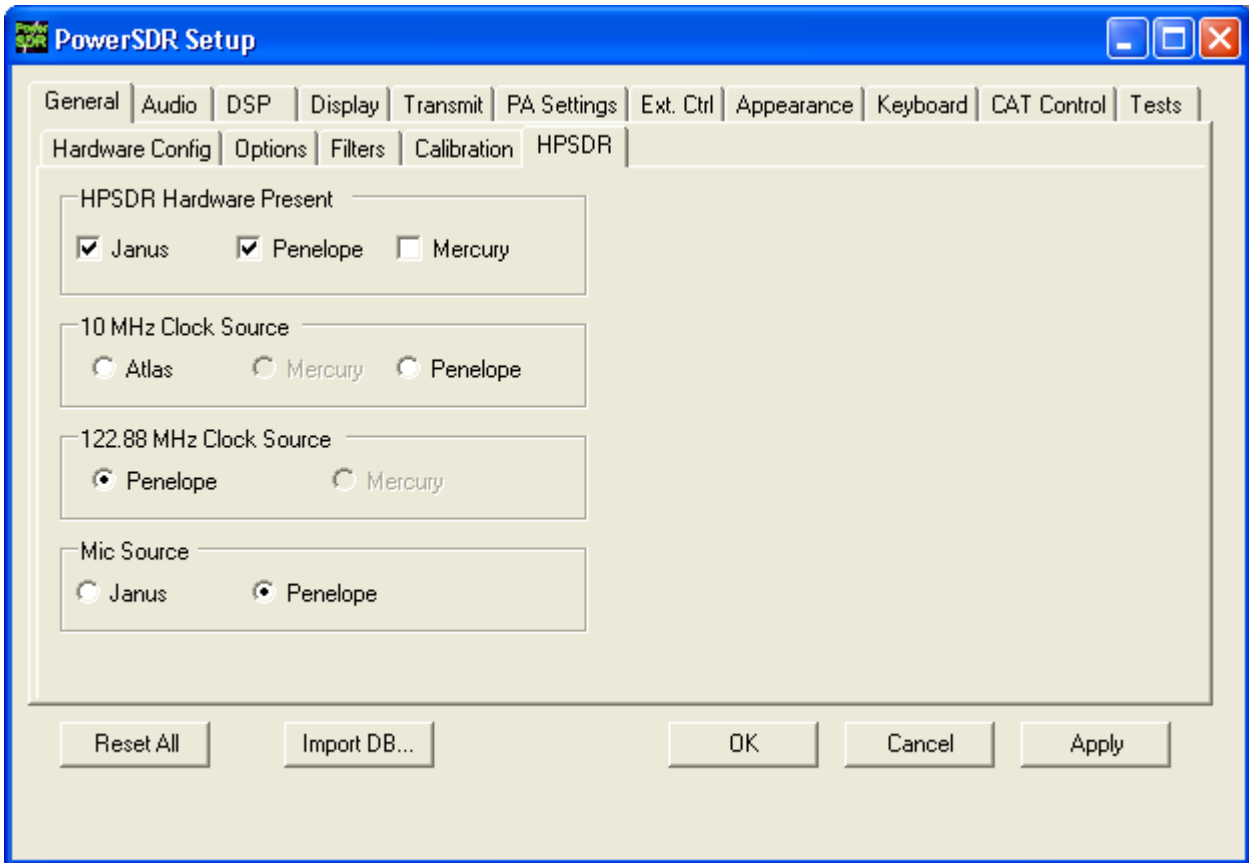 Power SDR PowerSDR Setup
General Audio DSP Display Transmit PA Settings Ext. Ctrl Appearance Keyboard CAT Control Tests
Hardware Config Options Filters Calibration HPSDR
HPSDR Hardware Present
Janus Penelope Mercury
10 MHz Clock Source
Atlas Mercury Penelope
122.88 MHz Clock Source
Penelope Mercury
Mic Source
Janus Penelope
Reset All Import DB... OK Cancel Apply